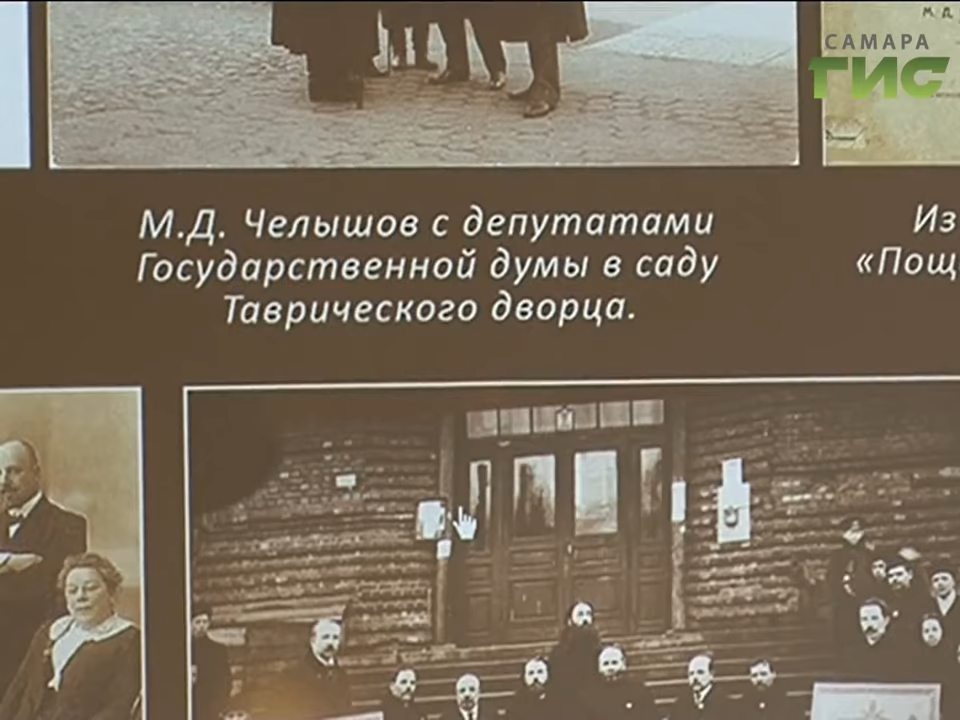 М. Д
САМАРА
ГИС
М.Д. Челышов с депутатами
Государственной думы в саду
Таврического дворца.
Из
«Пощ